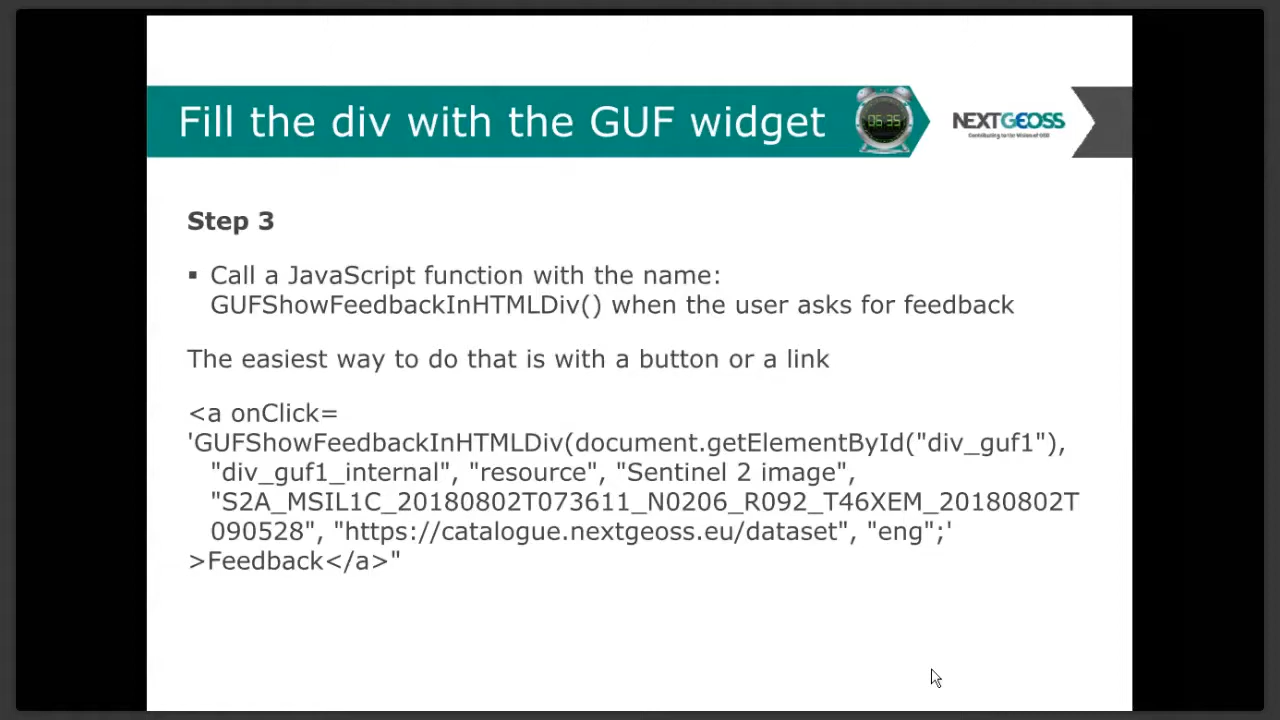 Fill the div with the GUF widget
05:35
NEXTGEOSS
Step 3
▪ Call a JavaScript function with the name:
GUFShowFeedbackInHTMLDiv() when the user asks for feedback
The easiest way to do that is with a button or a link
<a onClick=
'GUFShowFeedbackInHTMLDiv(document.getElementById("div_guf1"),
"div_guf1_internal", "resource", "Sentinel 2 image",
"S2A_MSIL1C_20180802T073611_N0206_R092_T46XEM_20180802T
090528", "https://catalogue.nextgeoss.eu/dataset", "eng";'
>Feedback</a>"